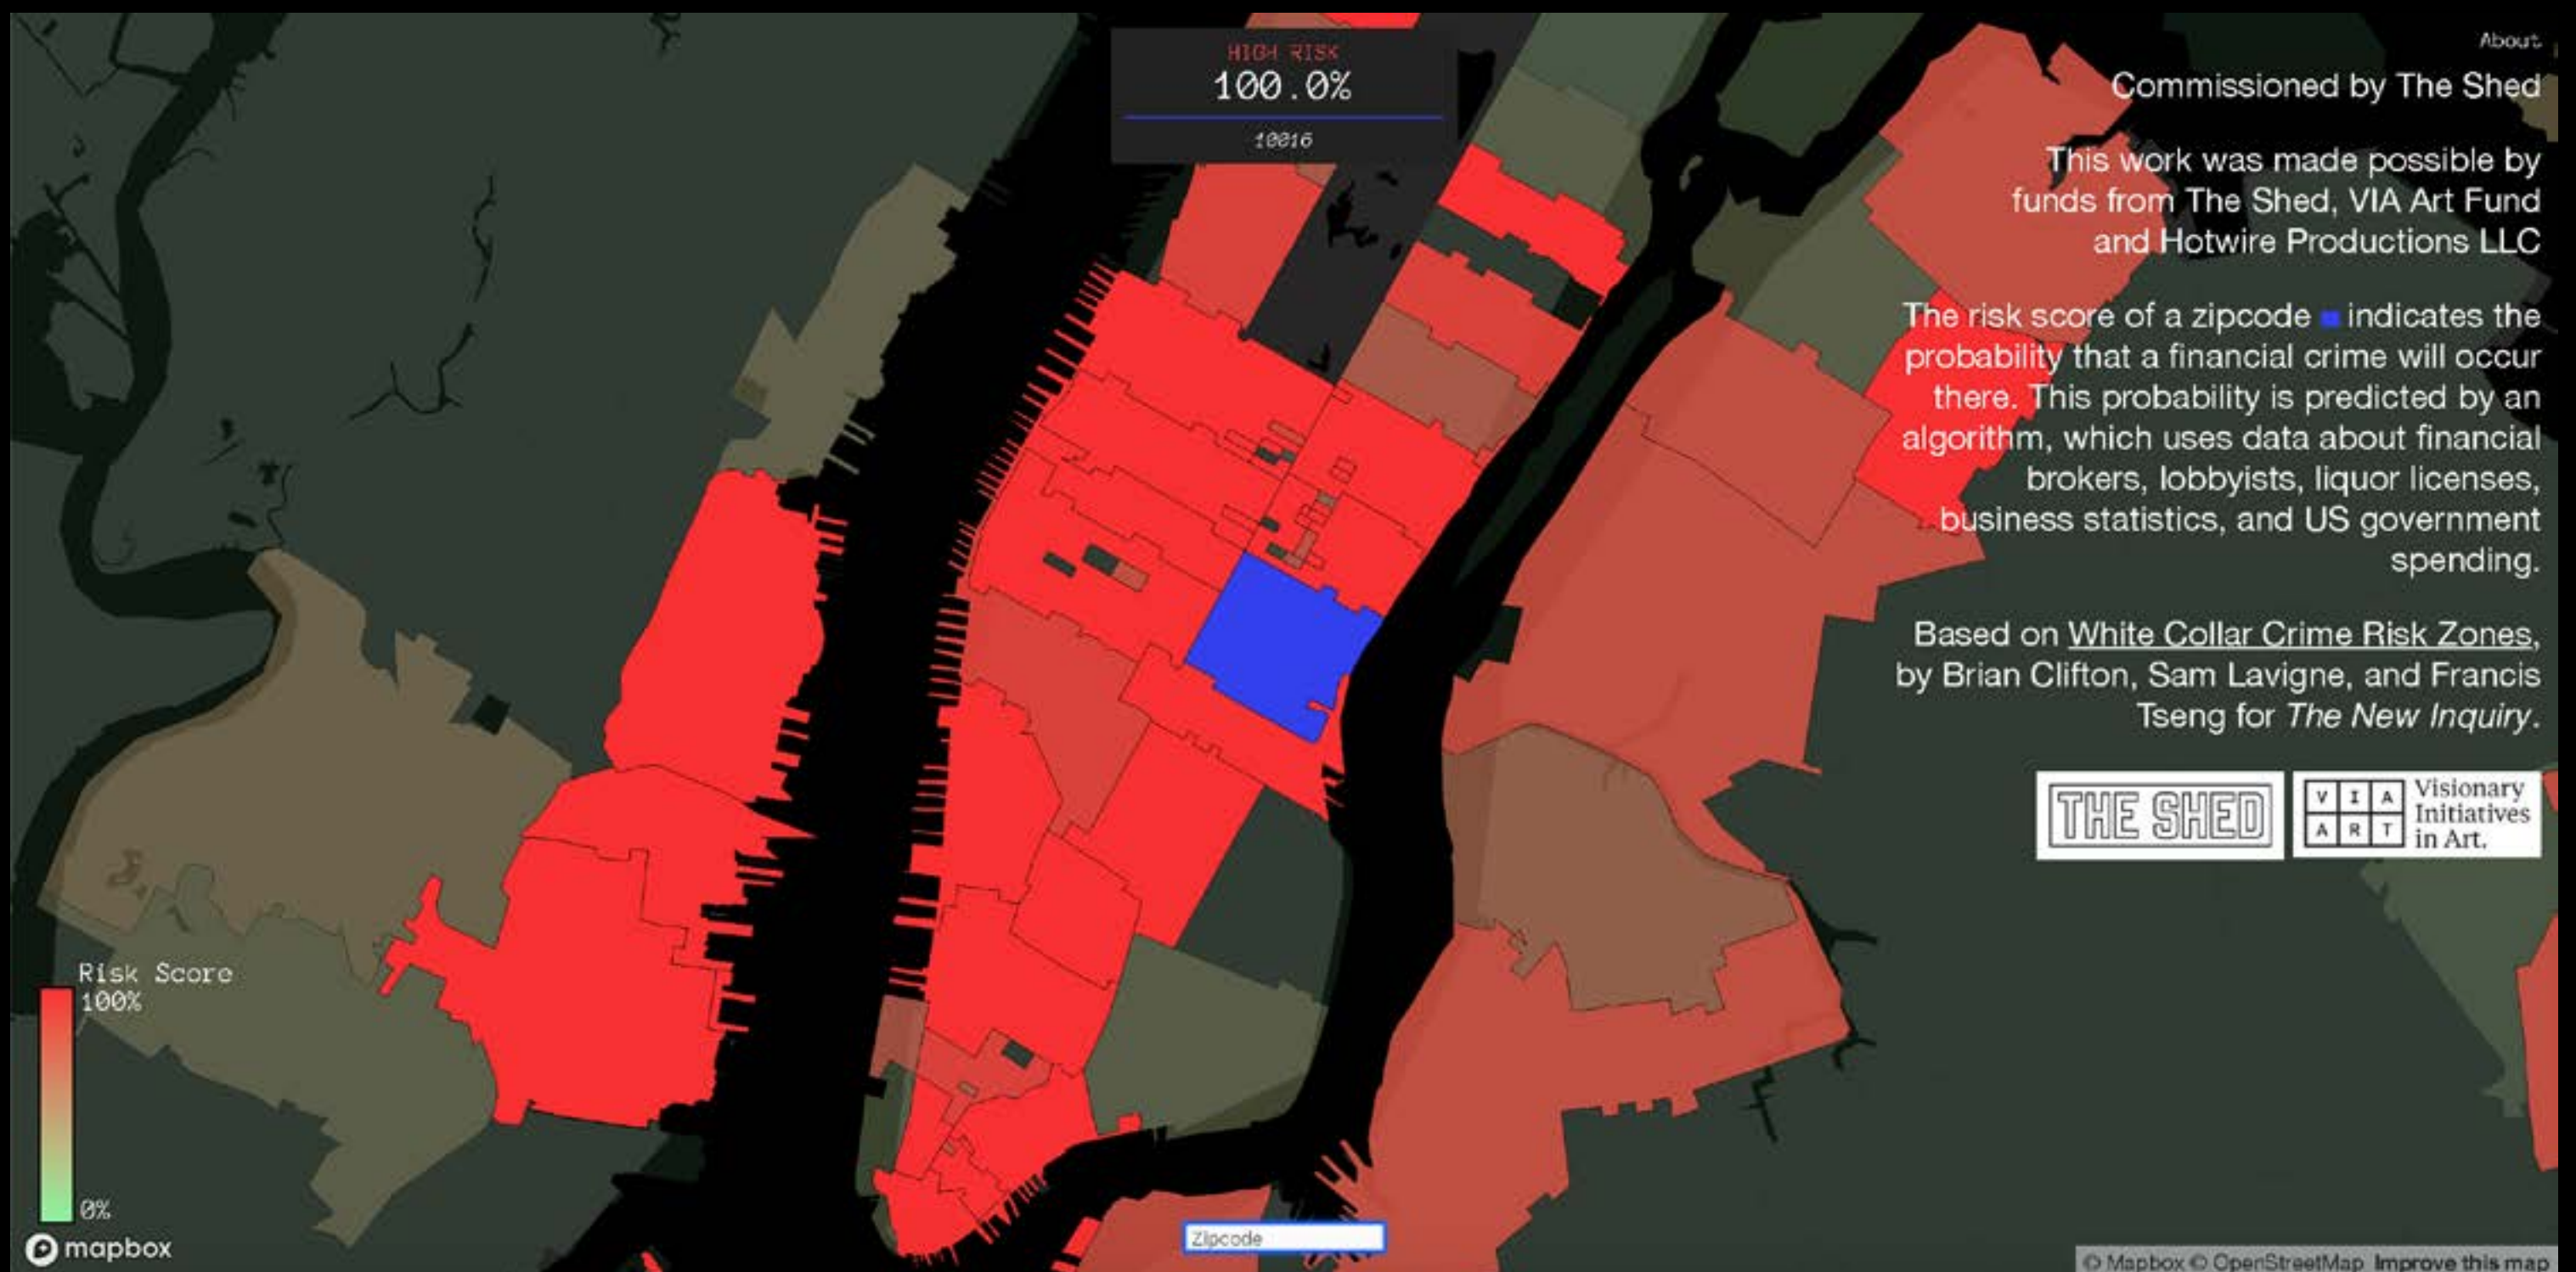 HIGH RISK
100.0%
10016
About
Commissioned by The Shed
This work was made possible by
funds from The Shed, VIA Art Fund
and Hotwire Productions LLC
The risk score of a zipcode indicates the
probability that a financial crime will occur
there. This probability is predicted by an
algorithm, which uses data about financial
brokers, lobbyists, liquor licenses,
business statistics, and US government
spending.
Based on White Collar Crime Risk Zones,
by Brian Clifton, Sam Lavigne, and Francis
Tseng for The New Inquiry.
THE SHED
VIA
ART
Visionary
Initiatives
in Art.
Risk Score
100%
0%
mapbox
Zipcode
© Mapbox © OpenStreetMap Improve this map